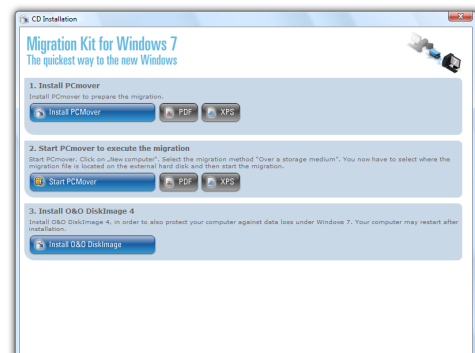 CD Installation
Migration Kit for Windows 7
The quickest way to the new Windows
1. Install PCmover
Install PCmover to prepare the migration.
Install PCMover
PDF
XPS
2. Start PCmover to execute the migration
Start PCmover. Click on „New computer". Select the migration method "Over a storage medium". You now have to select where the
migration file is located on the external hard disk and then start the migration.
Start PCMover
PDF
XPS
3. Install O&O DiskImage 4
Install O&O DiskImage 4, in order to also protect your computer against data loss under Windows 7. Your computer may restart after
installation.
Install O&O DiskImage